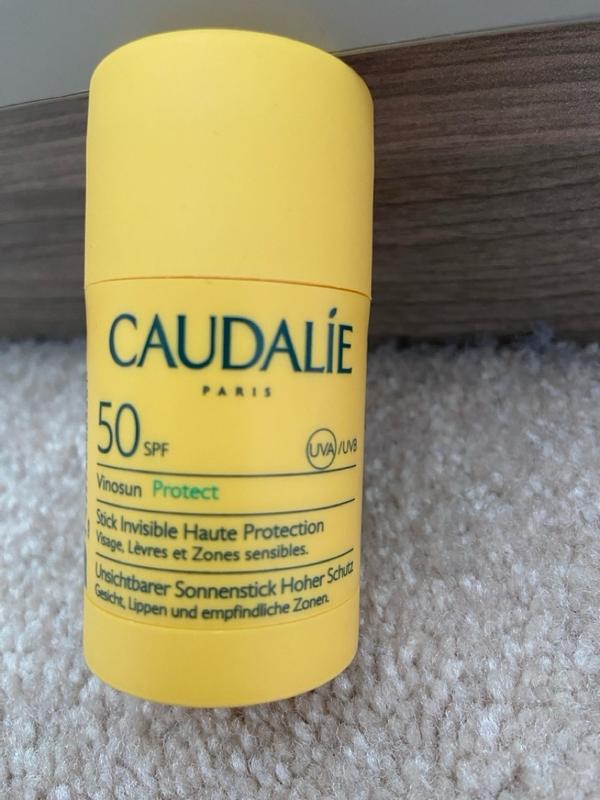 CAUDALÍE
PARIS
50 SPF UVA/UVB
Vinosun Protect
Stick Invisible Haute Protection
Visage, Lèvres et Zones sensibles.
Unsichtbarer Sonnenstick Hoher Schutz
Gesicht, Lippen und empfindliche Zonen.